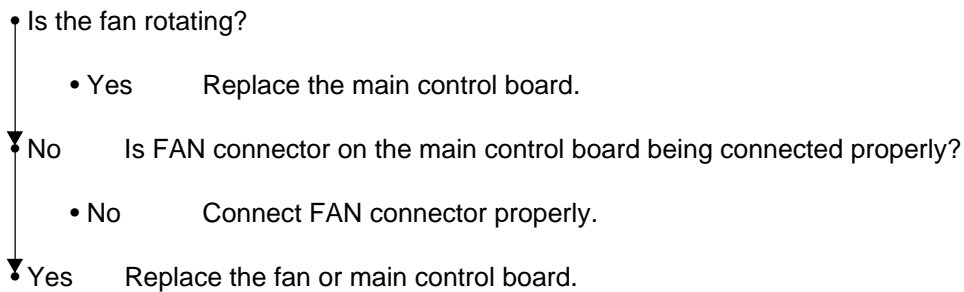 • Is the fan rotating?
• Yes Replace the main control board.
• No Is FAN connector on the main control board being connected properly?
• No Connect FAN connector properly.
• Yes Replace the fan or main control board.